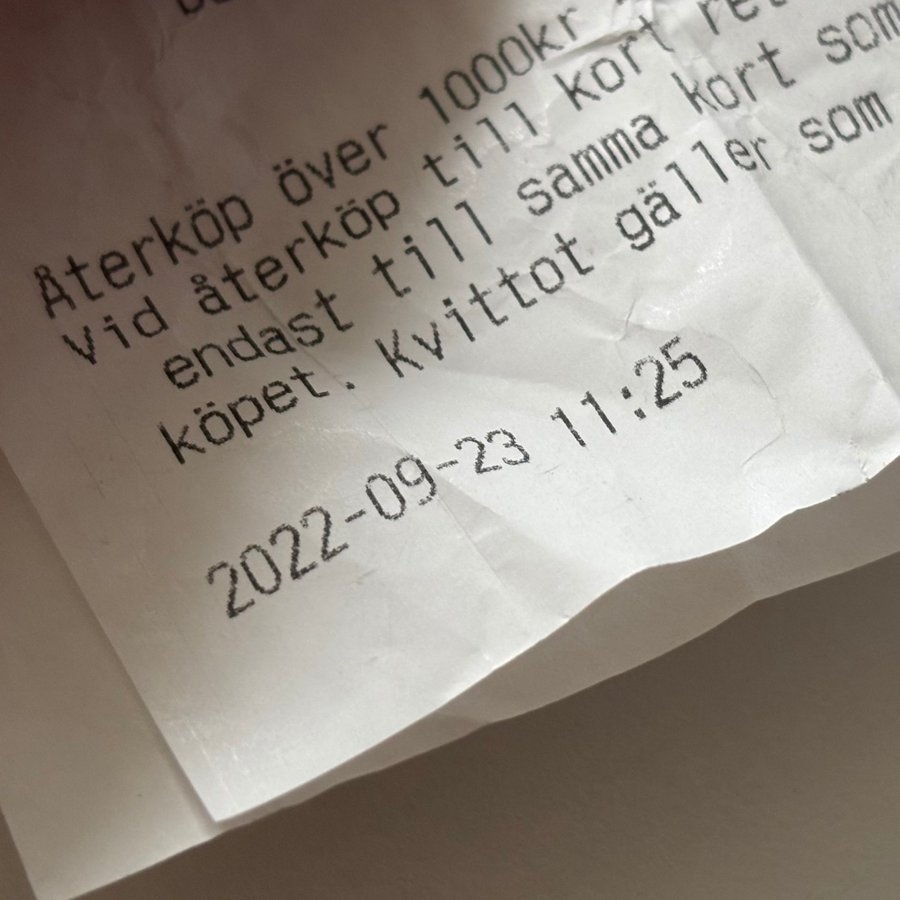 Återköp över 1000kr
Vid återköp till kort
endast till samma kort som
köpet. Kvittot gäller som
2022-09-23 11:25